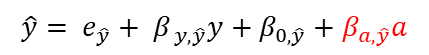 ŷ = e_ŷ + β_{y,ŷ}y + β_{0,ŷ} + β_{a,ŷ}a